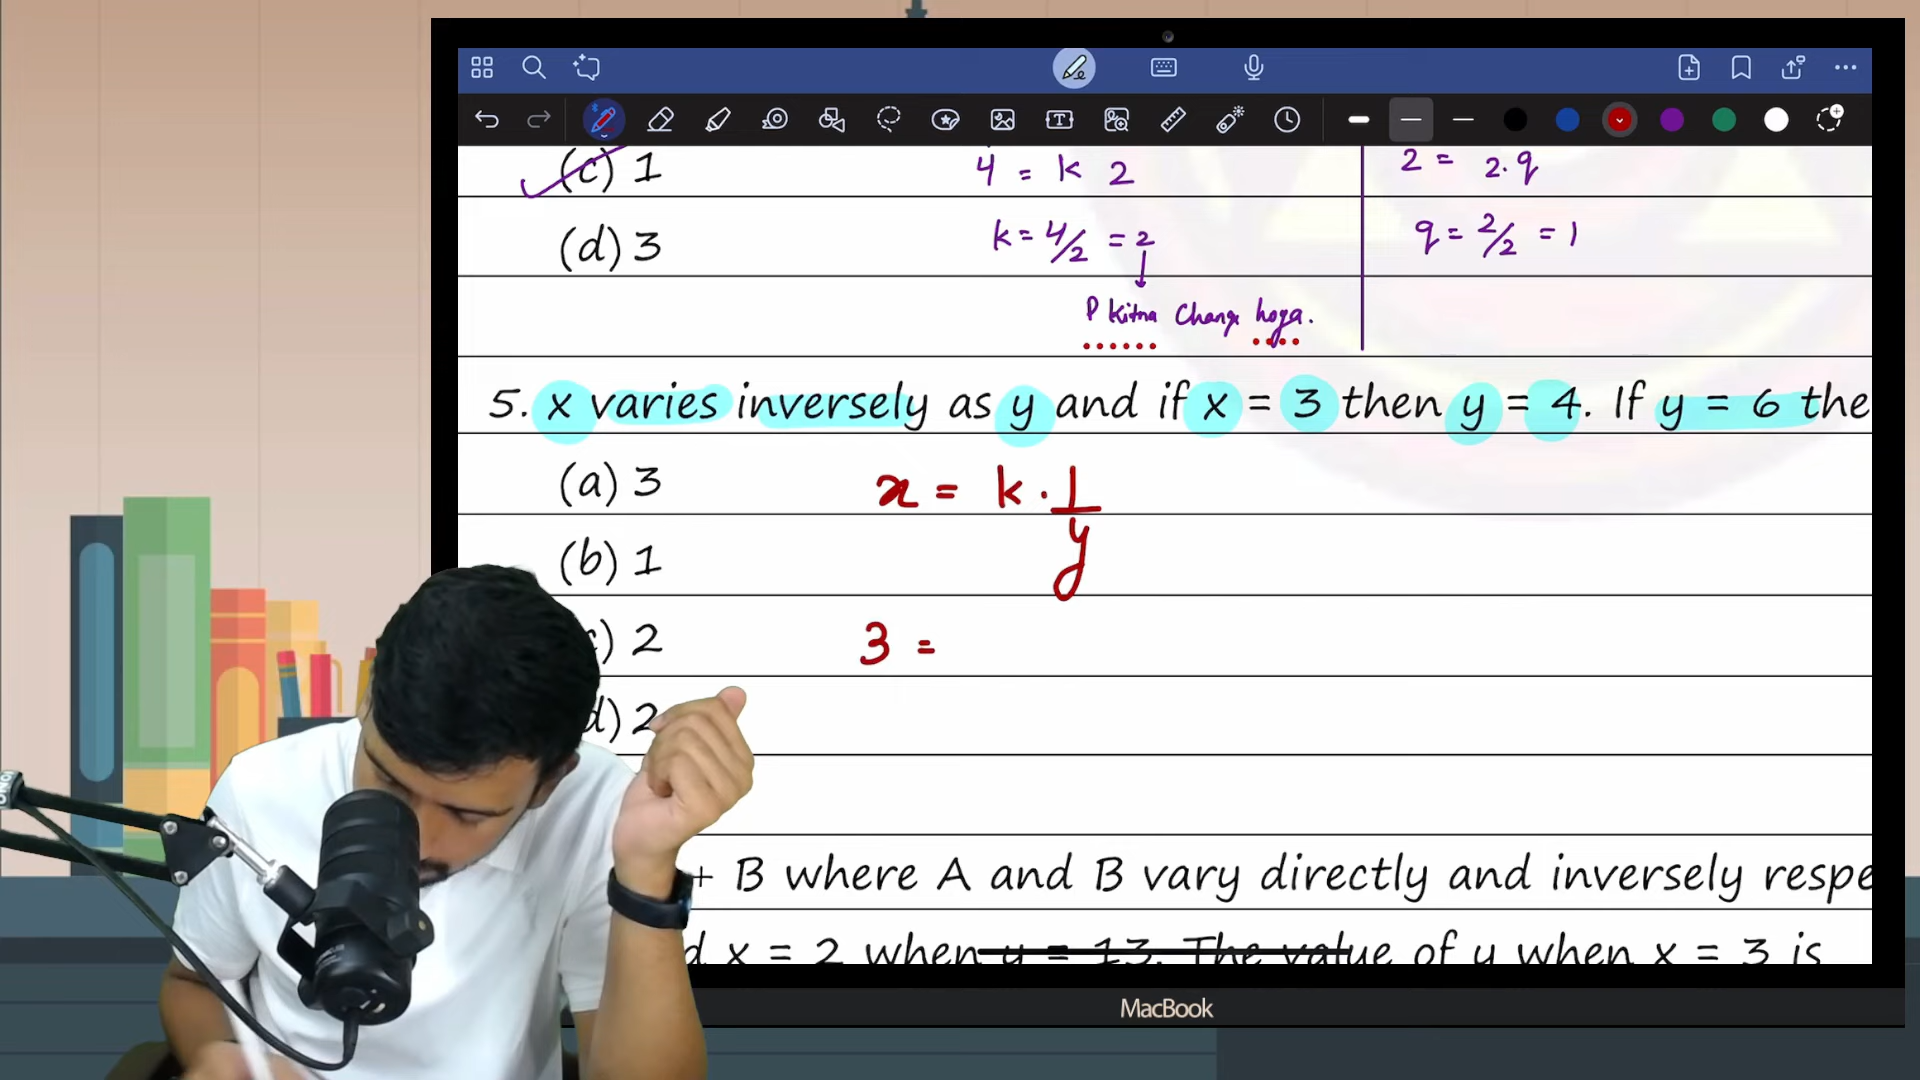 (c) 1
4 = k 2
2 = 2.q
(d) 3
k = 4/2 = 2
q = 2/2 = 1
P Kitna Change hoga.
5. x varies inversely as y and if x = 3 then y = 4. If y = 6 the
(a) 3
x = k . 1/y
(b) 1
) 2
3 =
d) 2
+ B where A and B vary directly and inversely respe
d x = 2 when y = 13. The value of y when x = 3 is
MacBook